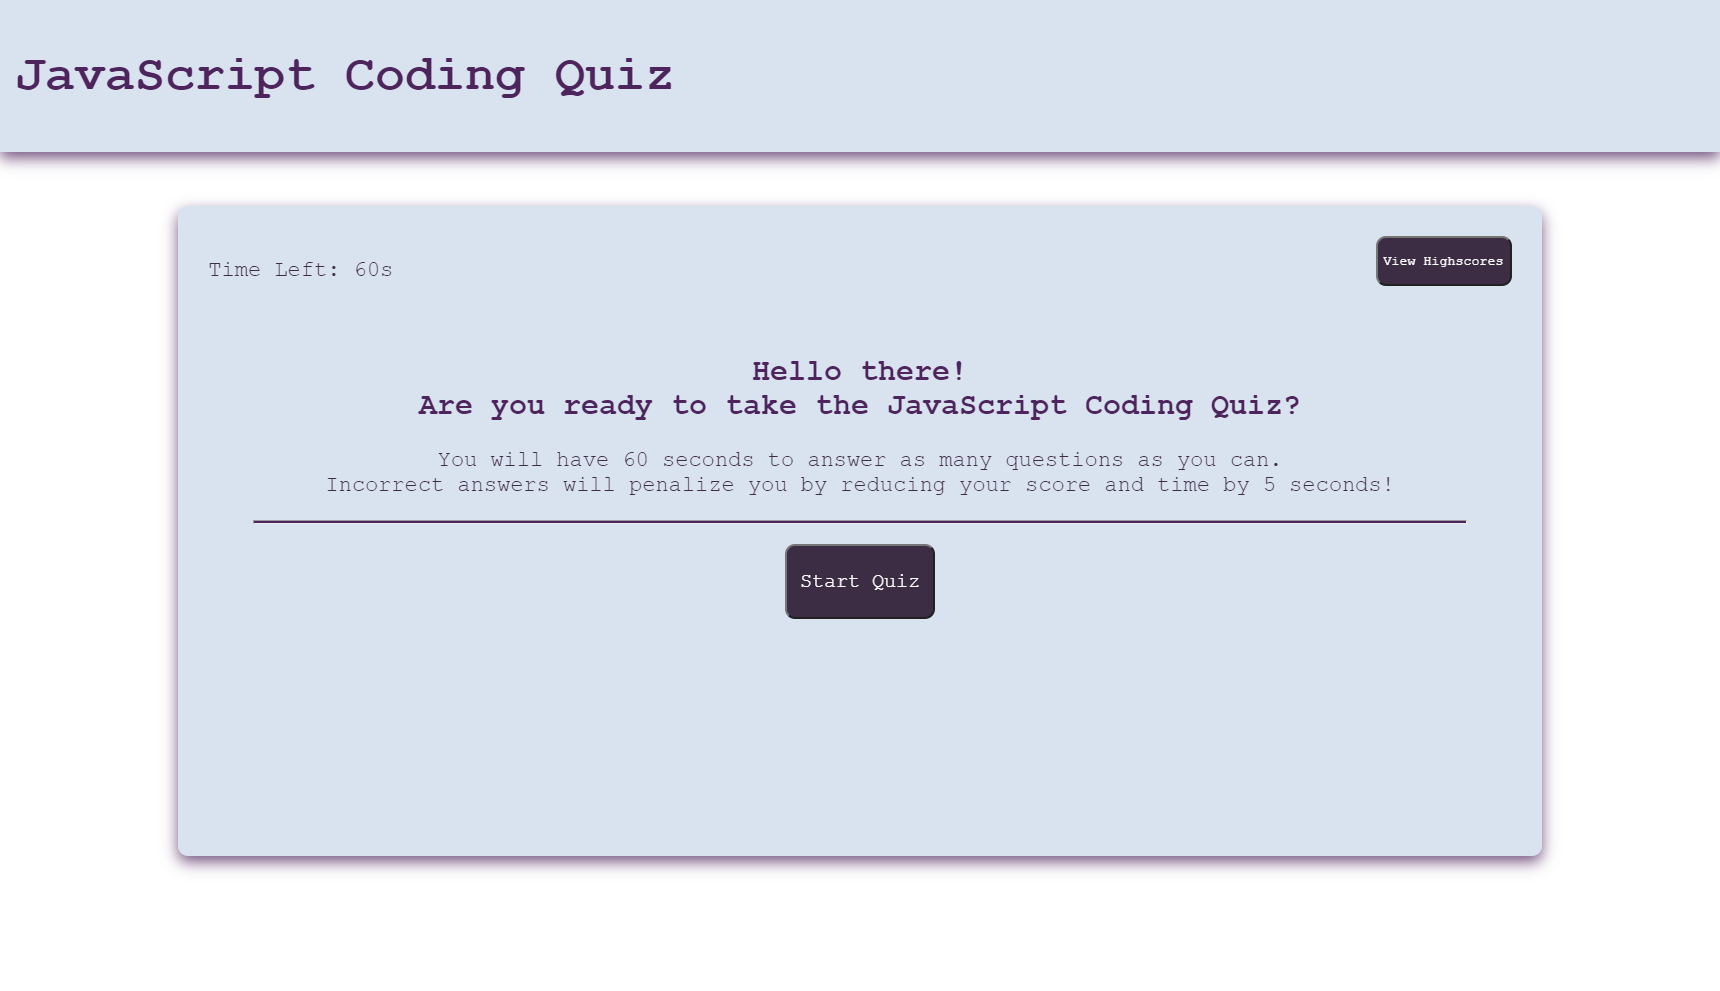 JavaScript Coding Quiz
Time Left: 60s
View Highscores
Hello there!
Are you ready to take the JavaScript Coding Quiz?
You will have 60 seconds to answer as many questions as you can.
Incorrect answers will penalize you by reducing your score and time by 5 seconds!
Start Quiz